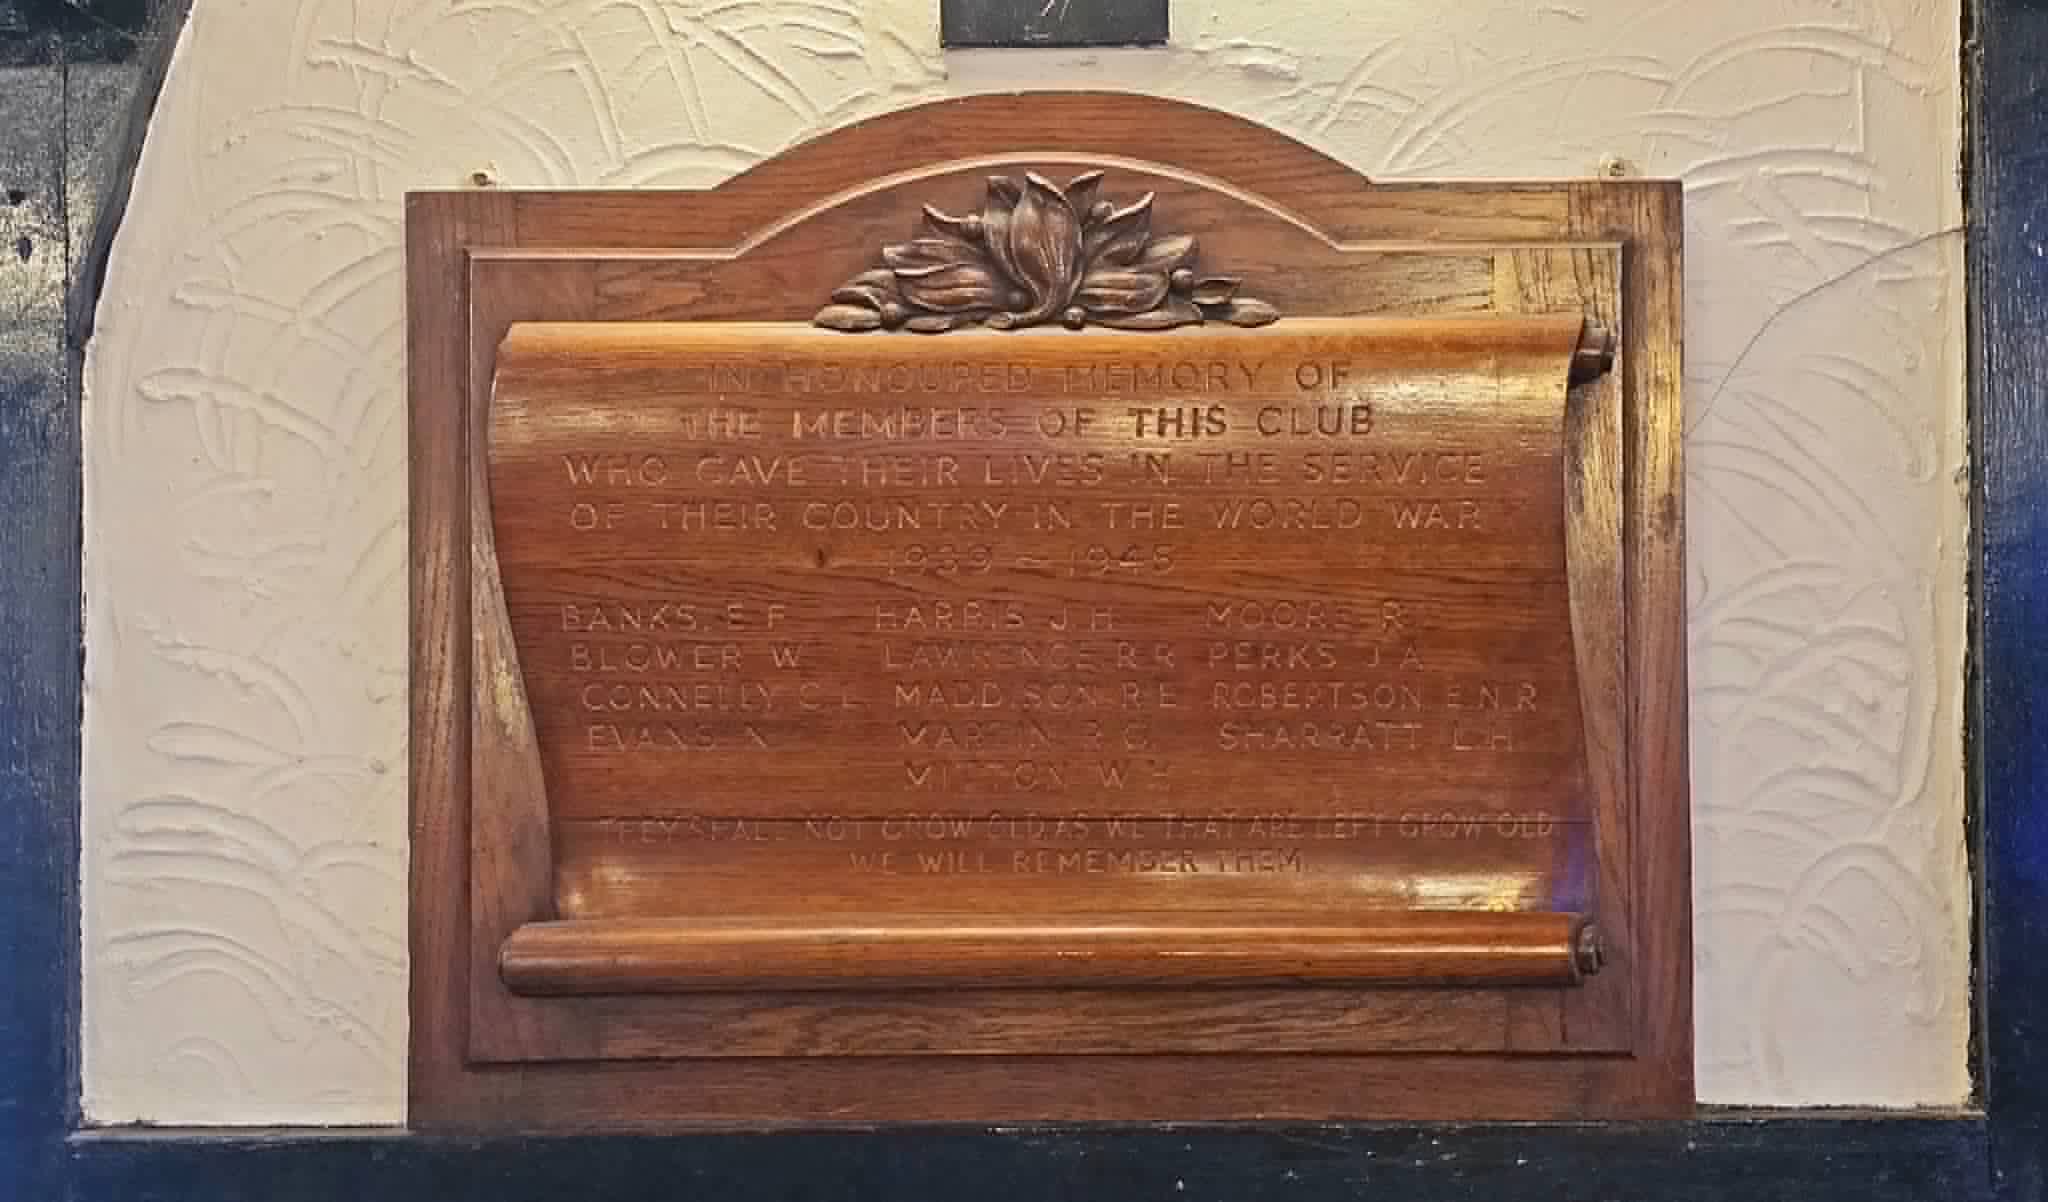 IN HONOURED MEMORY OF
THE MEMBERS OF THIS CLUB
WHO GAVE THEIR LIVES IN THE SERVICE
OF THEIR COUNTRY IN THE WORLD WAR
1939 ~ 1945
BANKS, E F HARRIS J H MOORE R
BLOWER W LAWRENCE R R PERKS J A
CONNELLY C L MADDISON R E ROBERTSON E N R
EVANS N MARTIN R G SHARRATT L H
MILTON W H
THEY SHALL NOT GROW OLD AS WE THAT ARE LEFT GROW OLD
WE WILL REMEMBER THEM.